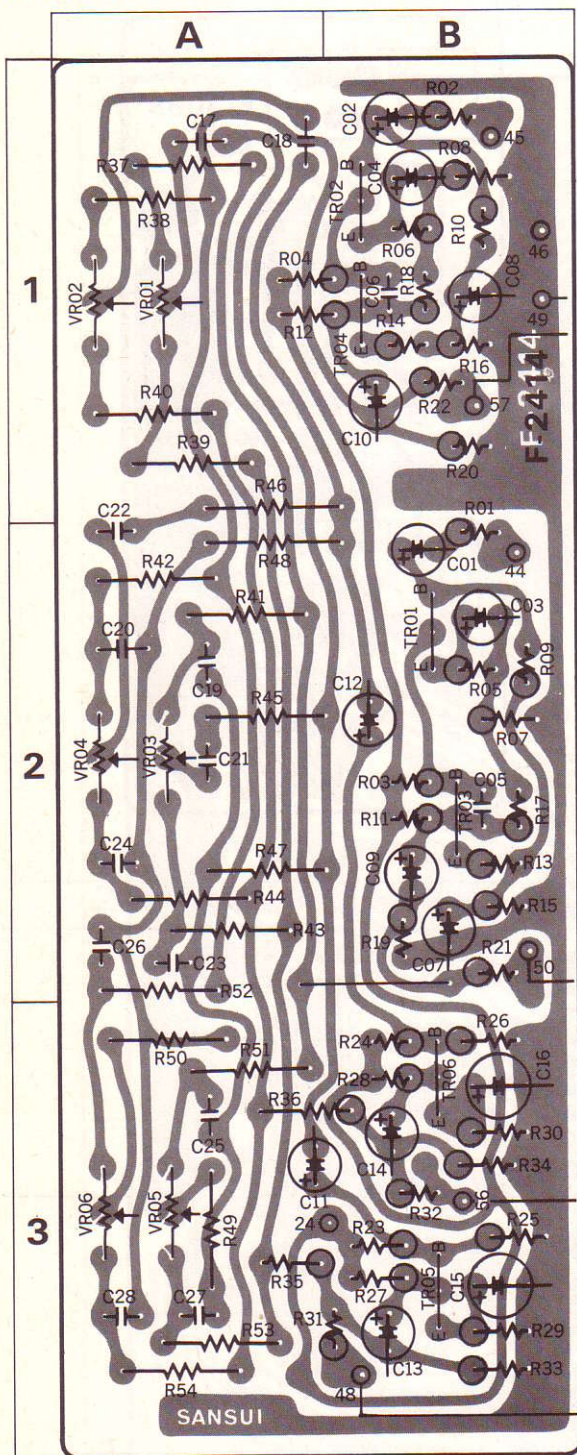 A B
1
C17
C18
R37
R38
VR02
VR01
R04
R12
R40
R39
R46
C22
C02
R02
45
TR02
B
C04
R08
E
R06
R10
46
B
C06
R18
C08
49
TR04
E
R14
R16
R22
57
C10
R20
F-2414
2
R48
R42
R41
C20
C19
R45
VR04
VR03
C21
C24
R47
R44
R43
C26
C23
R52
R01
C01
44
B
TR01
C03
E
R05
R09
C12
R07
R03
B
C05
R11
TR03
R17
E
R13
C09
R15
R19
C07
R21
50
3
R50
R51
C25
R36
VR06
VR05
R49
C11
24
R35
C28
C27
R53
R54
R31
48
R24
B
R26
R28
TR06
C16
E
C14
R30
R34
R32
56
R23
B
R25
R27
TR05
C15
E
R29
C13
R33
SANSUI